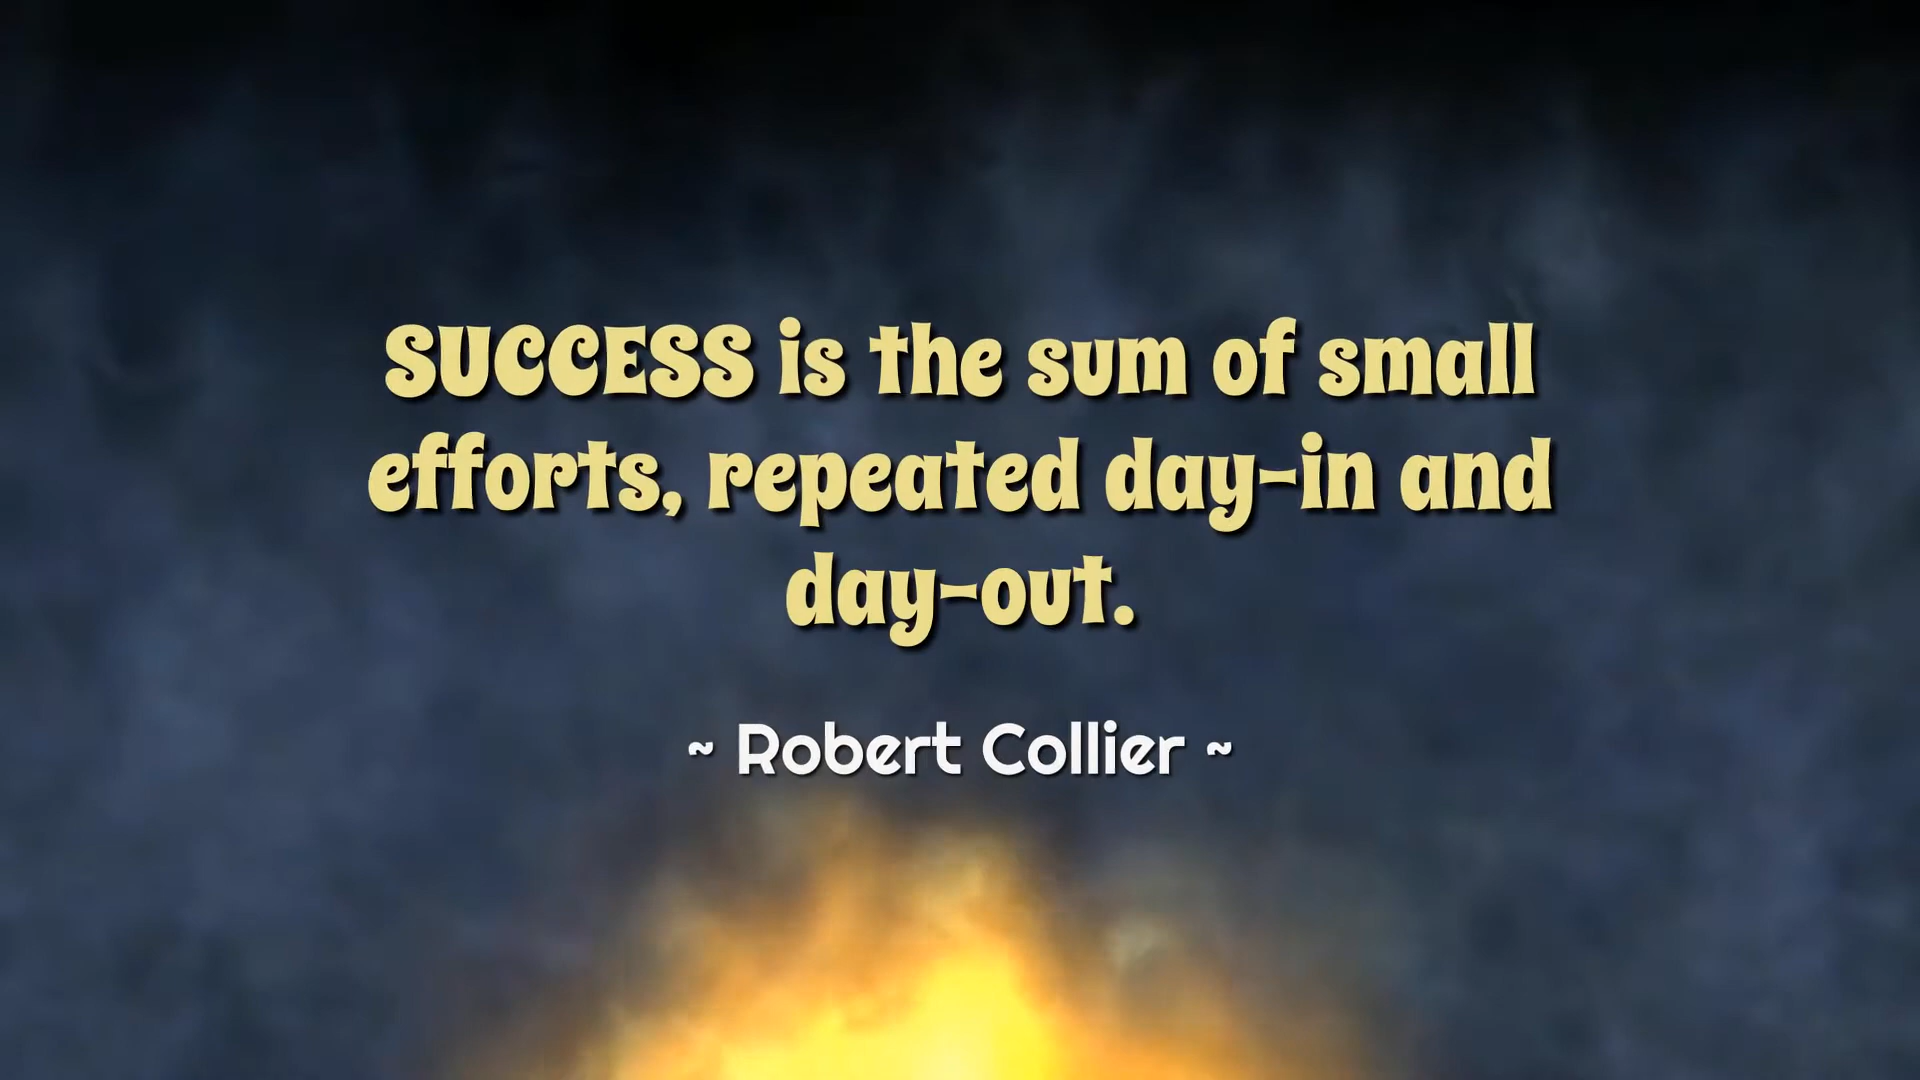 SUCCESS is the sum of small
efforts, repeated day-in and
day-out.
~ Robert Collier ~